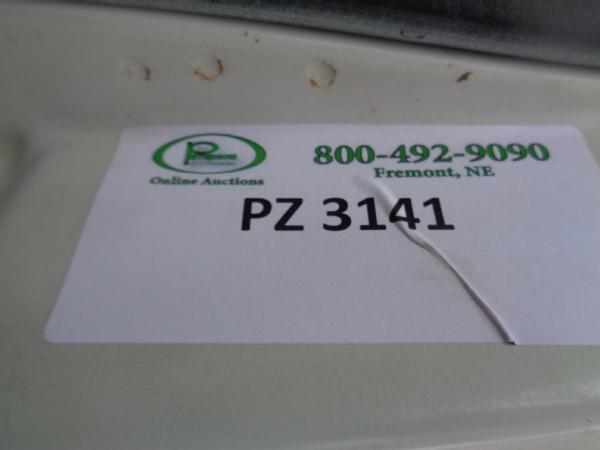 800-492-9090
Fremont, NE
Online Auctions
PZ 3141